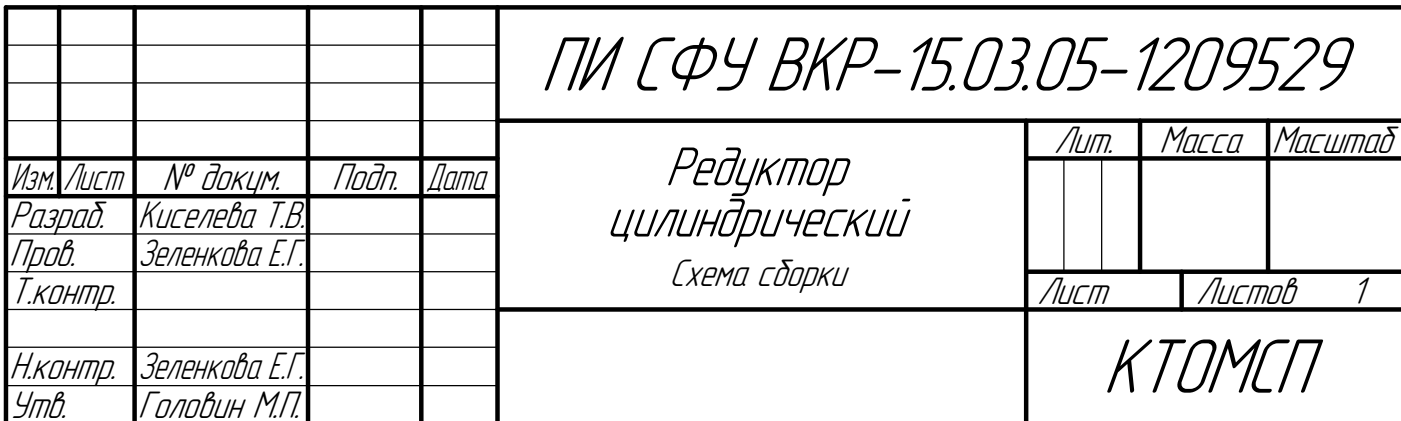 ПИ СФУ ВКР-15.03.05-1209529
Редуктор
цилиндрический
Схема сборки
Лит. Масса Масштаб
Лист Листов 1
КТОМСП
Изм. Лист № докум. Подп. Дата
Разраб. Киселева Т.В.
Пров. Зеленкова Е.Г.
Т.контр.
Н.контр. Зеленкова Е.Г.
Утв. Головин М.П.